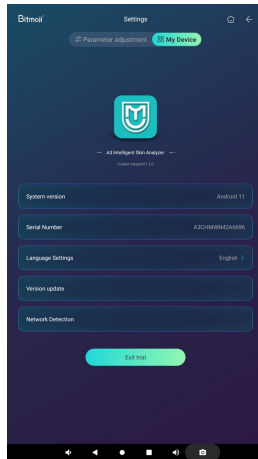 Bitmoji
Settings
Parameter adjustment
My Device
A3 Intelligent Skin Analyzer
System version
Android 11
Serial Number
A3CHMWN42A6696
Language Settings
English
Version update
Network Detection
Exit trial